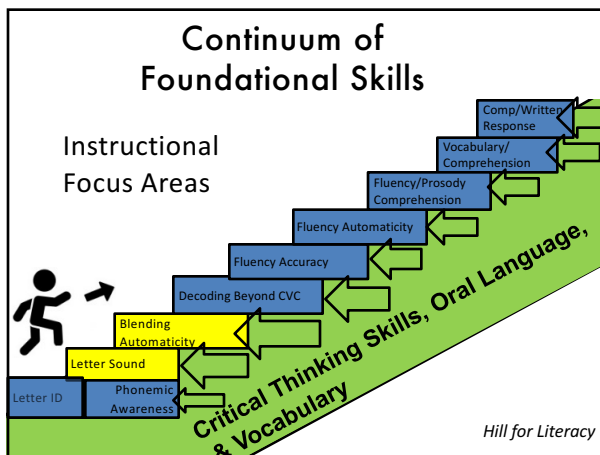 Continuum of
Foundational Skills
Instructional
Focus Areas
Comp/Written
Response
Vocabulary/
Comprehension
Fluency/Prosody
Comprehension
Fluency Automaticity
Fluency Accuracy
Decoding Beyond CVC
Blending
Automaticity
Letter Sound
Letter ID
Phonemic
Awareness
Critical Thinking Skills, Oral Language,
& Vocabulary
Hill for Literacy